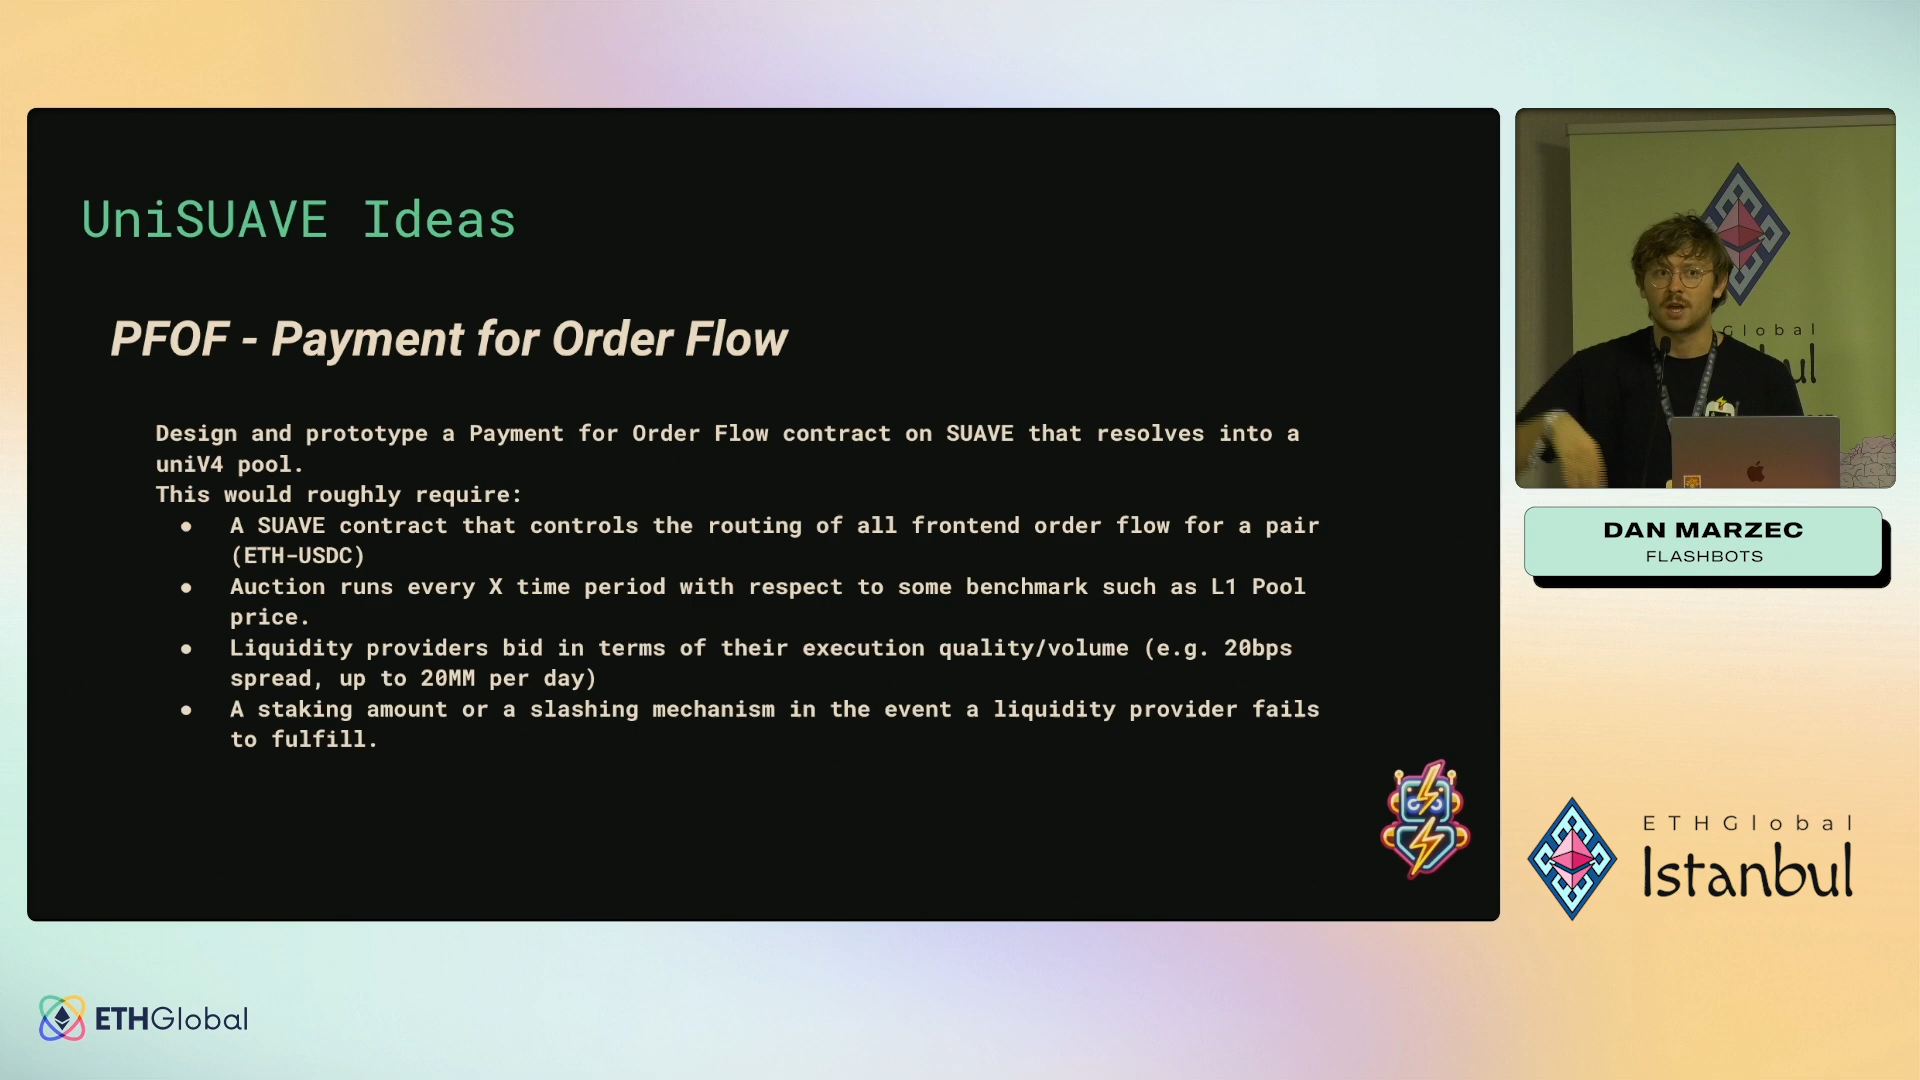 UniSUAVE Ideas
PFOF - Payment for Order Flow
Design and prototype a Payment for Order Flow contract on SUAVE that resolves into a
uniV4 pool.
This would roughly require:
● A SUAVE contract that controls the routing of all frontend order flow for a pair
(ETH-USDC)
● Auction runs every X time period with respect to some benchmark such as L1 Pool
price.
● Liquidity providers bid in terms of their execution quality/volume (e.g. 20bps
spread, up to 20MM per day)
● A staking amount or a slashing mechanism in the event a liquidity provider fails
to fulfill.
Global
ul
DAN MARZEC
FLASHBOTS
ETHGlobal
Istanbul
ETHGlobal